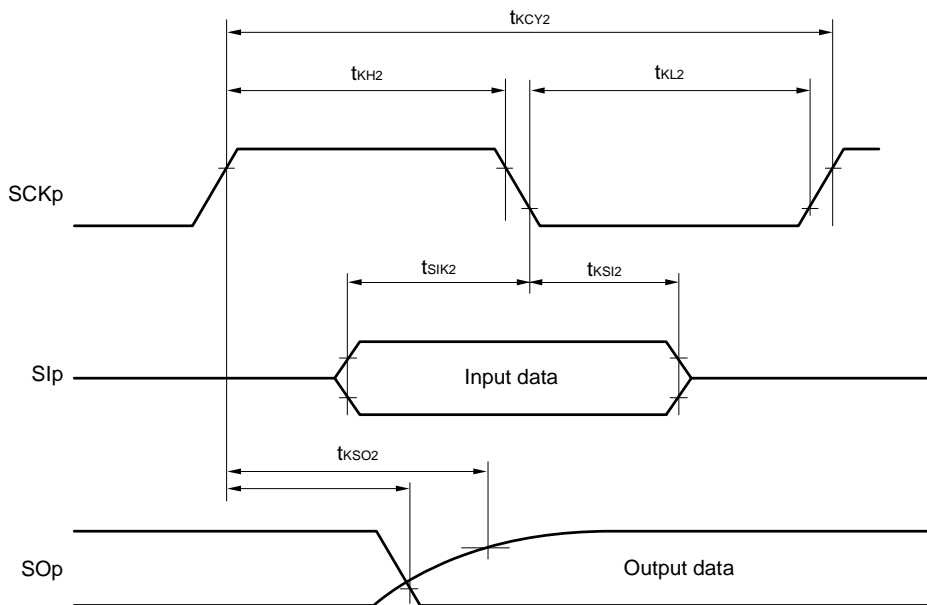 tKCY2
tKH2
tKL2
SCKp
tSIK2
tKSI2
SIp
Input data
tKSO2
SOp
Output data